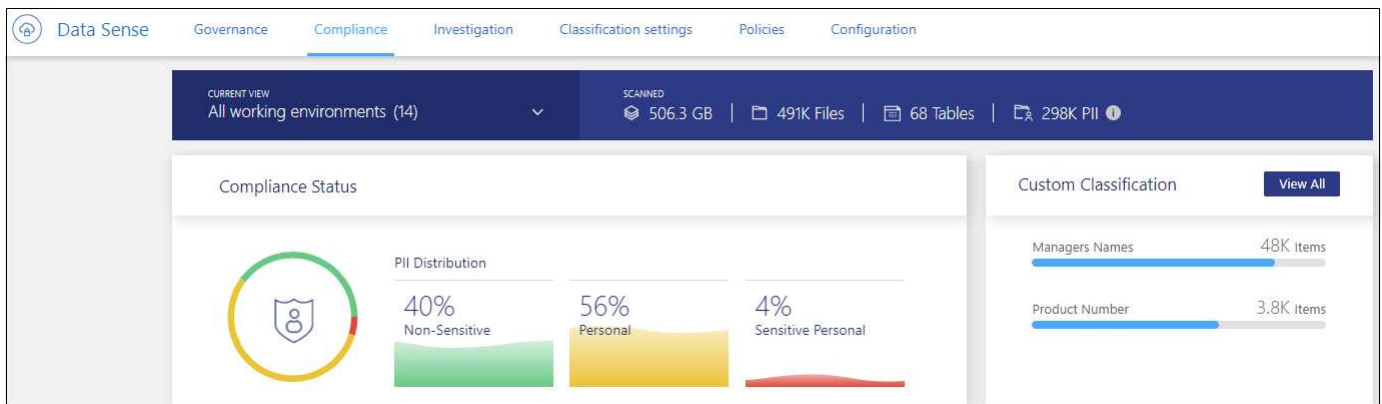 Data Sense
Governance
Compliance
Investigation
Classification settings
Policies
Configuration
CURRENT VIEW
All working environments (14)
SCANNED
506.3 GB | 491K Files | 68 Tables | 298K PII
Compliance Status
PII Distribution
40%
Non-Sensitive
56%
Personal
4%
Sensitive Personal
Custom Classification
View All
Managers Names 48K Items
Product Number 3.8K Items